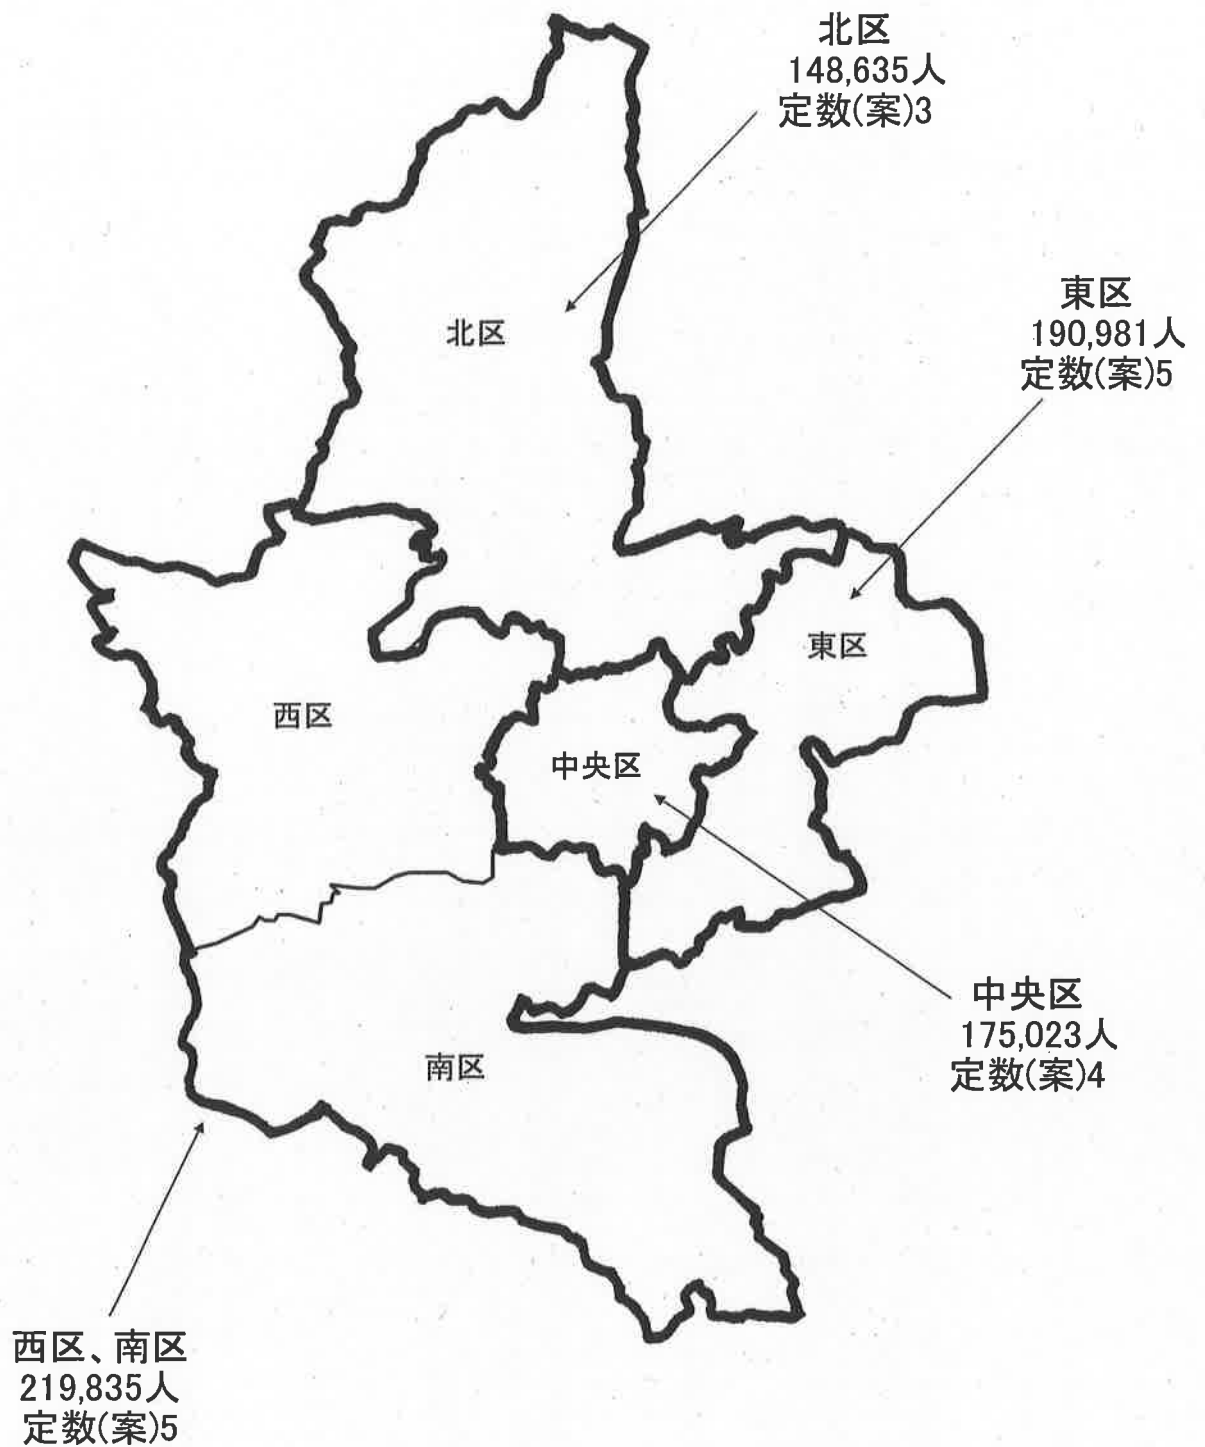 北区
148,635人
定数(案)3
東区
190,981人
定数(案)5
北区
東区
西区
中央区
中央区
175,023人
定数(案)4
南区
西区、南区
219,835人
定数(案)5